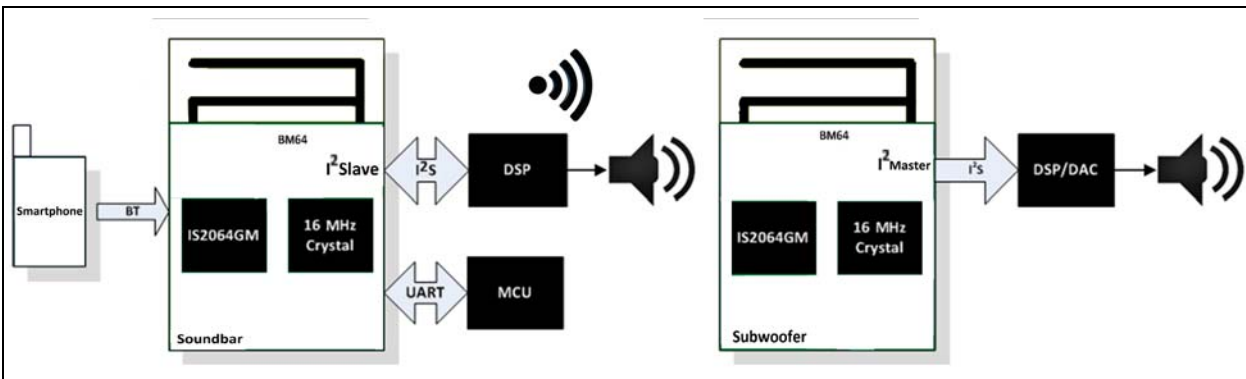 Smartphone
BT
BM64
I²Slave
IS2064GM
16 MHz
Crystal
Soundbar
I²S
DSP
UART
MCU
BM64
I²Master
IS2064GM
16 MHz
Crystal
Subwoofer
I²S
DSP/DAC